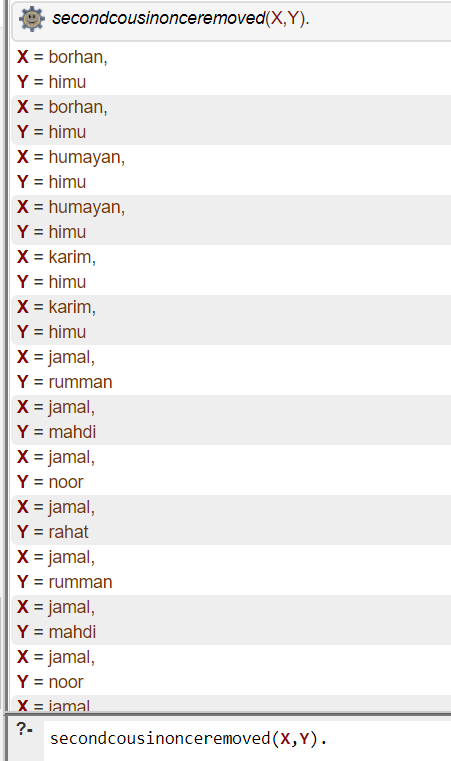 secondcousinonceremoved(X,Y).
X = borhan,
Y = himu
X = borhan,
Y = himu
X = humayan,
Y = himu
X = humayan,
Y = himu
X = karim,
Y = himu
X = karim,
Y = himu
X = jamal,
Y = rumman
X = jamal,
Y = mahdi
X = jamal,
Y = noor
X = jamal,
Y = rahat
X = jamal,
Y = rumman
X = jamal,
Y = mahdi
X = jamal,
Y = noor
X = jamal
?- secondcousinonceremoved(X,Y).